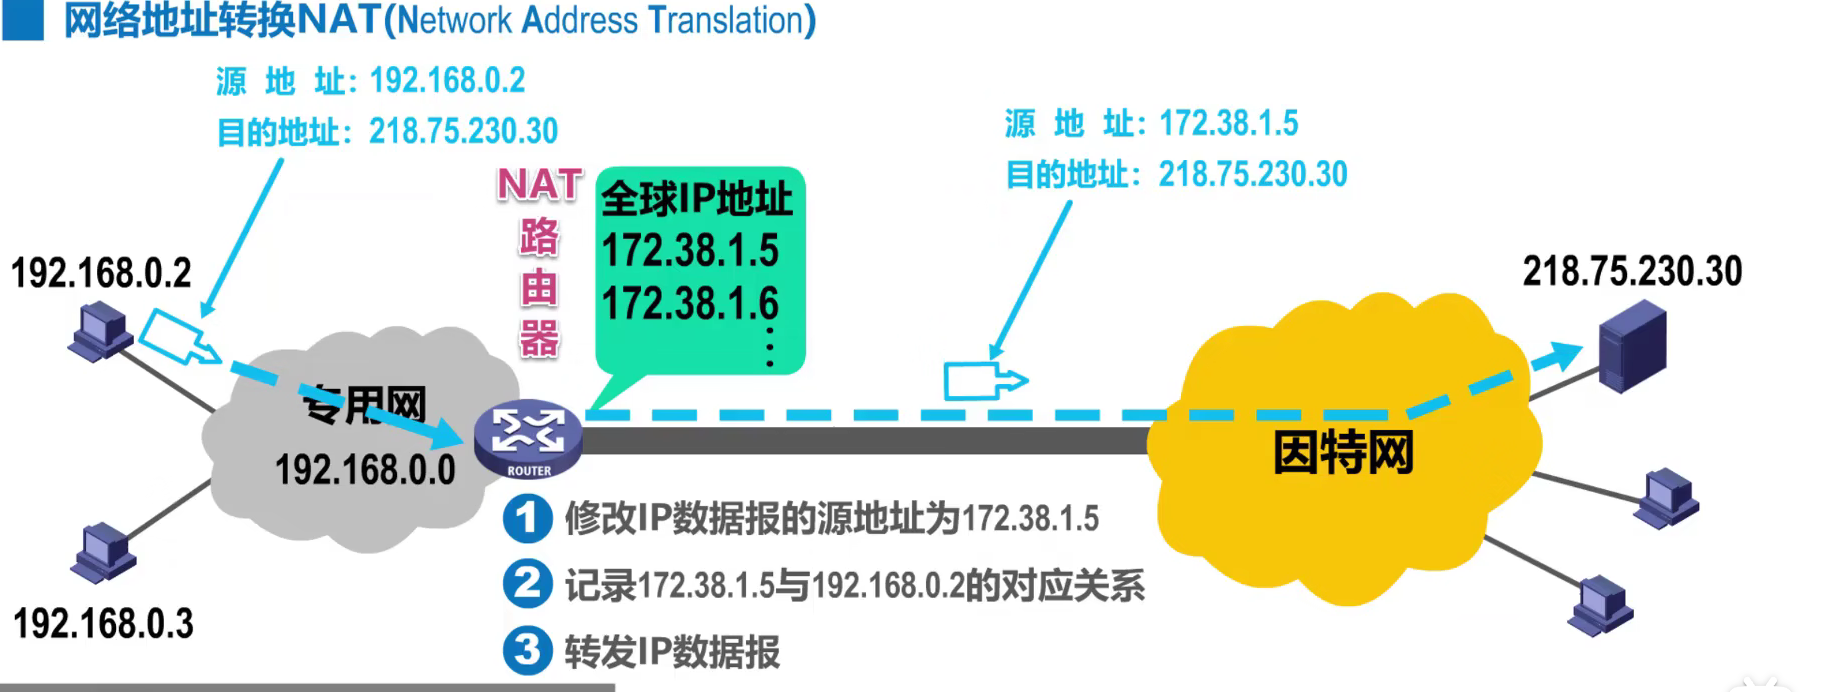 网络地址转换NAT(Network Address Translation)
源 地 址：192.168.0.2
目的地址：218.75.230.30
源 地 址：172.38.1.5
目的地址：218.75.230.30
NAT
路
由
器
全球IP地址
172.38.1.5
172.38.1.6
⋮
192.168.0.2
218.75.230.30
专用网
192.168.0.0
ROUTER
因特网
192.168.0.3
1 修改IP数据报的源地址为172.38.1.5
2 记录172.38.1.5与192.168.0.2的对应关系
3 转发IP数据报